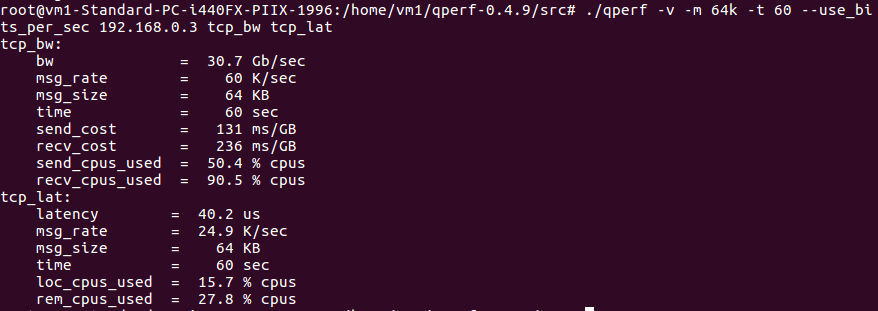 root@vm1-Standard-PC-i440FX-PIIX-1996:/home/vm1/qperf-0.4.9/src# ./qperf -v -m 64k -t 60 --use_bi
ts_per_sec 192.168.0.3 tcp_bw tcp_lat
tcp_bw:
    bw              =  30.7 Gb/sec
    msg_rate        =    60 K/sec
    msg_size        =    64 KB
    time            =    60 sec
    send_cost       =   131 ms/GB
    recv_cost       =   236 ms/GB
    send_cpus_used  =  50.4 % cpus
    recv_cpus_used  =  90.5 % cpus
tcp_lat:
    latency        =  40.2 us
    msg_rate       =  24.9 K/sec
    msg_size       =    64 KB
    time           =    60 sec
    loc_cpus_used  =  15.7 % cpus
    rem_cpus_used  =  27.8 % cpus